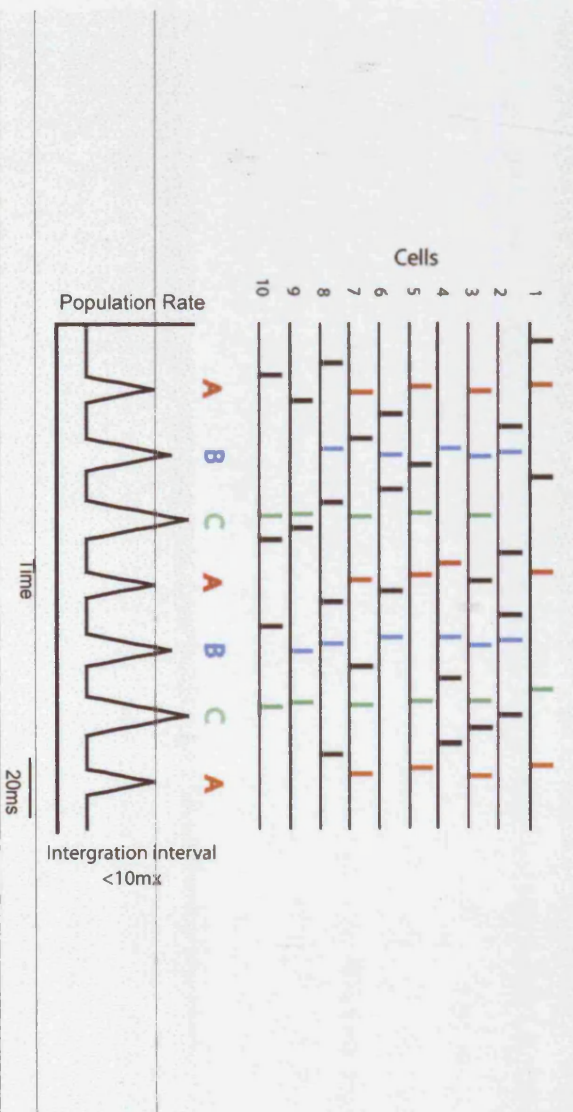 Cells
1
2
3
4
5
6
7
8
9
10
A B C A B C A
Population Rate
Time
20ms
Intergration interval
<10mx